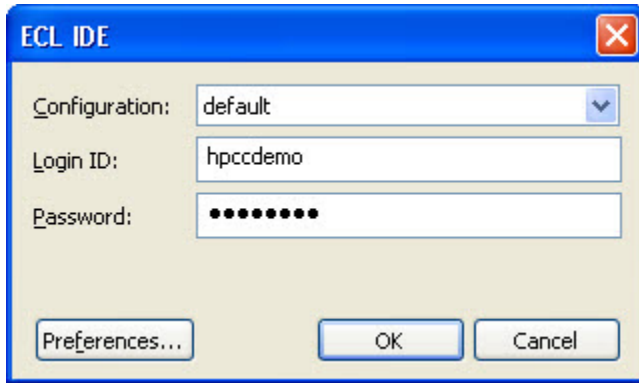 ECL IDE
Configuration: default
Login ID: hpccdemo
Password: ●●●●●●●●
Preferences... OK Cancel